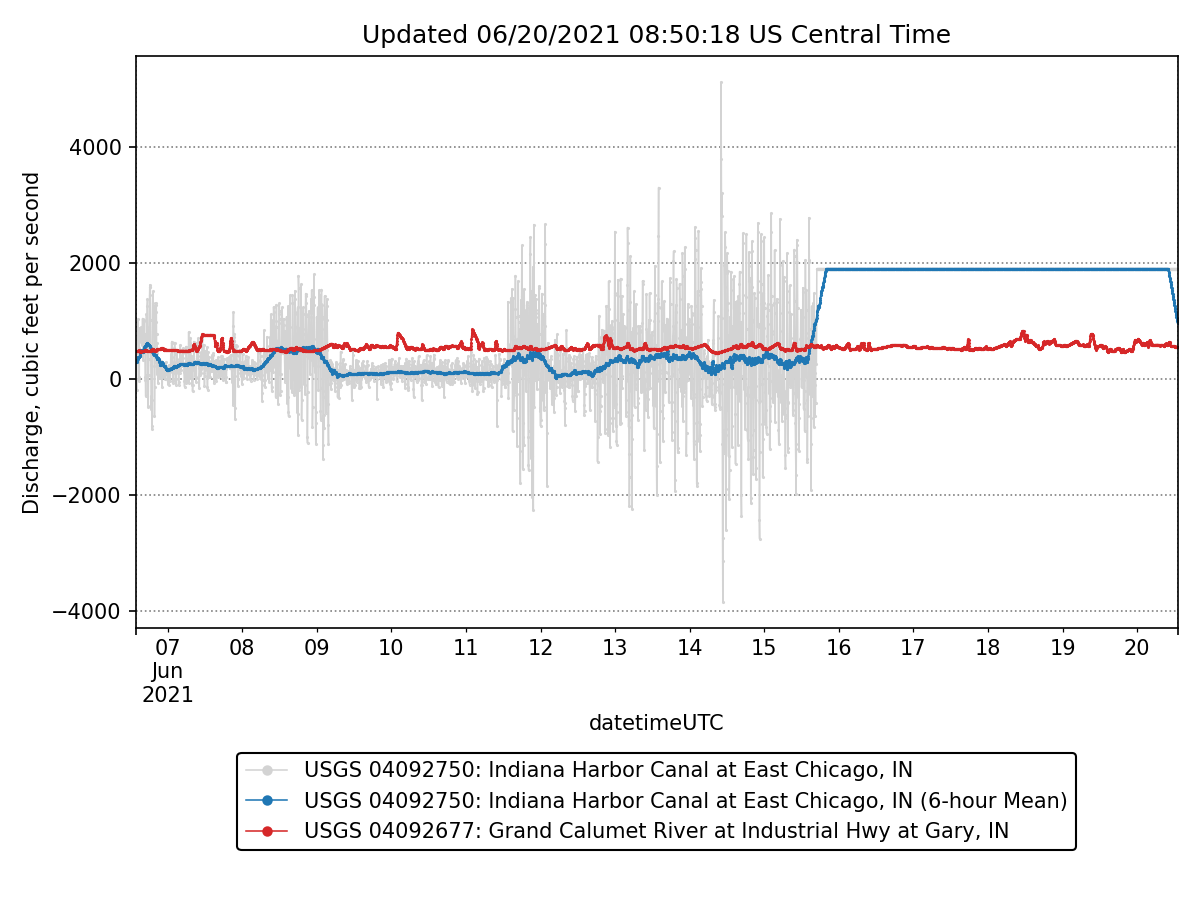 Updated 06/20/2021 08:50:18 US Central Time
Discharge, cubic feet per second
4000
2000
0
−2000
−4000
07 08 09 10 11 12 13 14 15 16 17 18 19 20
Jun
2021
datetimeUTC
USGS 04092750: Indiana Harbor Canal at East Chicago, IN
USGS 04092750: Indiana Harbor Canal at East Chicago, IN (6-hour Mean)
USGS 04092677: Grand Calumet River at Industrial Hwy at Gary, IN